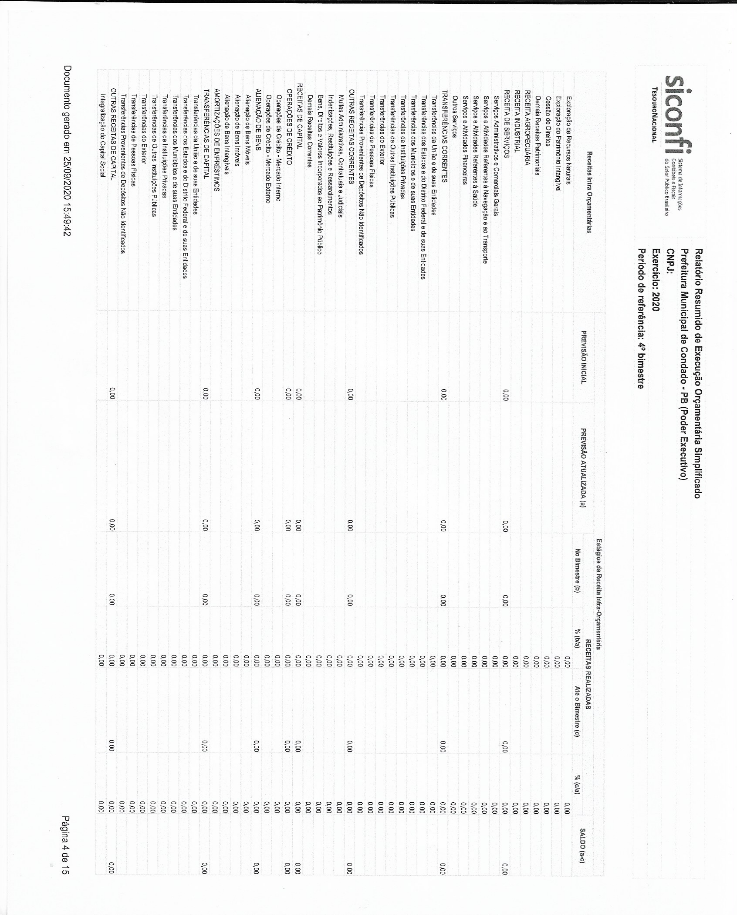 siconfi
Sistema de Informações
Contábeis e Fiscais
do Setor Público Brasileiro
TESOURO NACIONAL
Relatório Resumido de Execução Orçamentária Simplificado
Prefeitura Municipal de Condado - PB (Poder Executivo)
CNPJ:
Exercício: 2020
Período de referência: 4º bimestre
Estágios da Receita Intra-Orçamentária
Receitas Intra Orçamentárias PREVISÃO INICIAL PREVISÃO ATUALIZADA (a) RECEITAS REALIZADAS SALDO (a-c)
No Bimestre (b) % (b/a) Até o Bimestre (c) % (c/a)
Exploração de Recursos Naturais 0,00 0,00
Exploração do Patrimônio Intangível 0,00 0,00
Cessão de Direitos 0,00 0,00
Demais Receitas Patrimoniais 0,00 0,00
RECEITA AGROPECUÁRIA 0,00 0,00
RECEITA INDUSTRIAL 0,00 0,00
RECEITA DE SERVIÇOS 0,00 0,00 0,00 0,00 0,00 0,00 0,00
Serviços Administrativos e Comerciais Gerais 0,00 0,00
Serviços e Atividades Referentes à Navegação e ao Transporte 0,00 0,00
Serviços e Atividades Referentes à Saúde 0,00 0,00
Serviços e Atividades Financeiras 0,00 0,00
Outros Serviços 0,00 0,00
TRANSFERÊNCIAS CORRENTES 0,00 0,00 0,00 0,00 0,00 0,00 0,00
Transferências da União e de suas Entidades 0,00 0,00
Transferências dos Estados e do Distrito Federal e de suas Entidades 0,00 0,00
Transferências dos Municípios e de suas Entidades 0,00 0,00
Transferências de Instituições Privadas 0,00 0,00
Transferências de Outras Instituições Públicas 0,00 0,00
Transferências do Exterior 0,00 0,00
Transferências de Pessoas Físicas 0,00 0,00
Transferências Provenientes de Depósitos Não Identificados 0,00 0,00
OUTRAS RECEITAS CORRENTES 0,00 0,00 0,00 0,00 0,00 0,00 0,00
Multas Administrativas, Contratuais e Judiciais 0,00 0,00
Indenizações, Restituições e Ressarcimentos 0,00 0,00
Bens, Direitos e Valores Incorporados ao Patrimônio Público 0,00 0,00
Demais Receitas Correntes 0,00 0,00
RECEITAS DE CAPITAL 0,00 0,00 0,00 0,00 0,00 0,00 0,00
OPERAÇÕES DE CRÉDITO 0,00 0,00 0,00 0,00 0,00 0,00 0,00
Operações de Crédito - Mercado Interno 0,00 0,00
Operações de Crédito - Mercado Externo 0,00 0,00
ALIENAÇÃO DE BENS 0,00 0,00 0,00 0,00 0,00 0,00 0,00
Alienação de Bens Móveis 0,00 0,00
Alienação de Bens Imóveis 0,00 0,00
Alienação de Bens Intangíveis 0,00 0,00
AMORTIZAÇÕES DE EMPRÉSTIMOS 0,00 0,00
TRANSFERÊNCIAS DE CAPITAL 0,00 0,00 0,00 0,00 0,00 0,00 0,00
Transferências da União e de suas Entidades 0,00 0,00
Transferências dos Estados e do Distrito Federal e de suas Entidades 0,00 0,00
Transferências dos Municípios e de suas Entidades 0,00 0,00
Transferências de Instituições Privadas 0,00 0,00
Transferências de Outras Instituições Públicas 0,00 0,00
Transferências do Exterior 0,00 0,00
Transferências de Pessoas Físicas 0,00 0,00
Transferências Provenientes de Depósitos Não Identificados 0,00 0,00
OUTRAS RECEITAS DE CAPITAL 0,00 0,00 0,00 0,00 0,00 0,00 0,00
Integralização do Capital Social 0,00 0,00
Documento gerado em 25/09/2020 15:49:42
Página 4 de 15